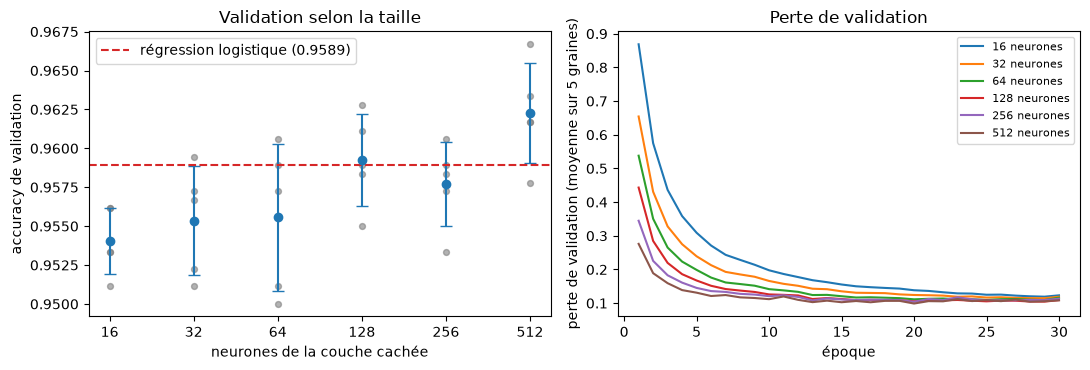 Validation selon la taille
accuracy de validation
0.9675
0.9650
0.9625
0.9600
0.9575
0.9550
0.9525
0.9500
régression logistique (0.9589)
16 32 64 128 256 512
neurones de la couche cachée
Perte de validation
perte de validation (moyenne sur 5 graines)
0.9
0.8
0.7
0.6
0.5
0.4
0.3
0.2
0.1
16 neurones
32 neurones
64 neurones
128 neurones
256 neurones
512 neurones
0 5 10 15 20 25 30
époque